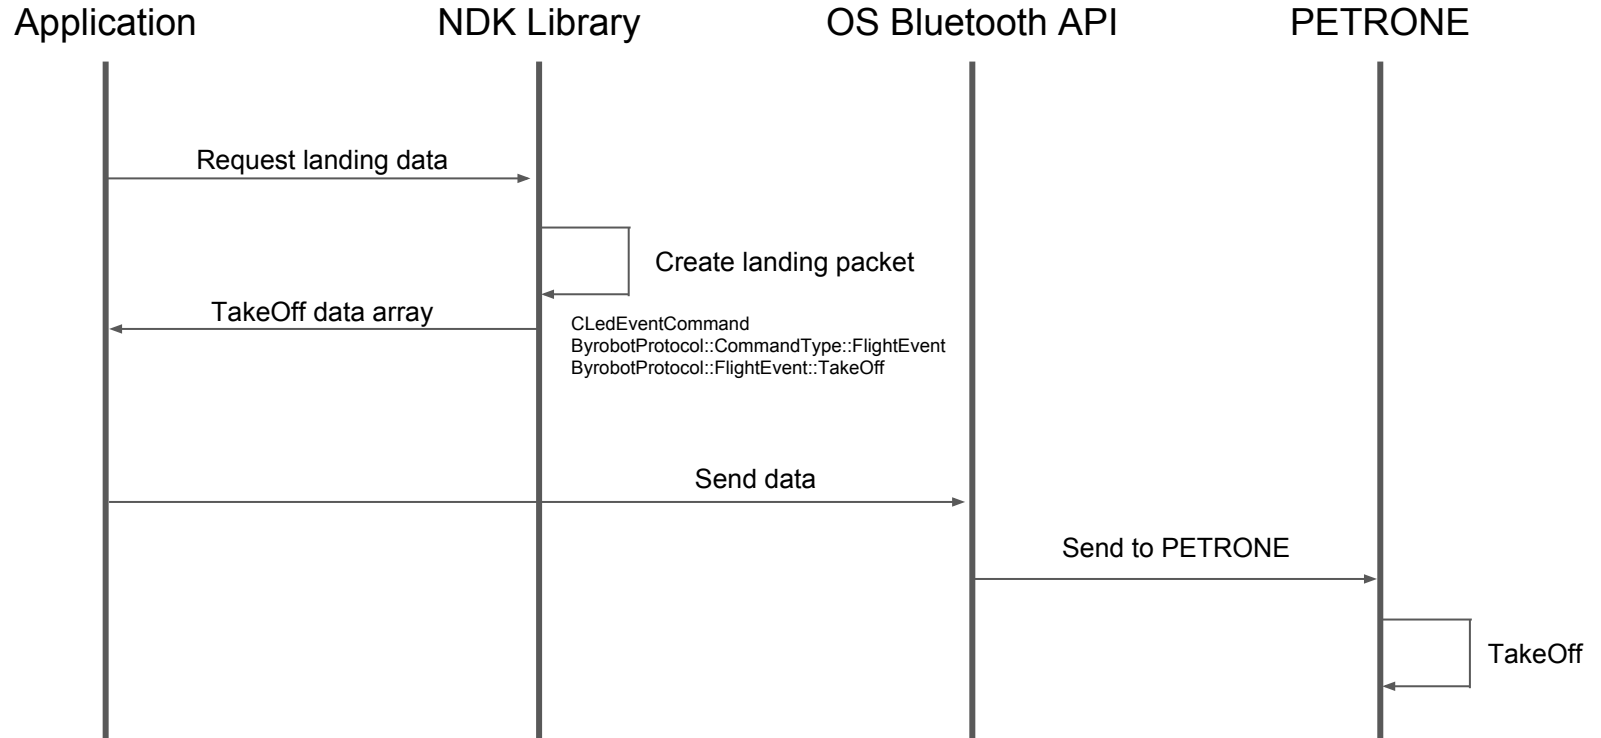 Application
NDK Library
OS Bluetooth API
PETRONE
Request landing data
Create landing packet
TakeOff data array
CLedEventCommand
ByrobotProtocol::CommandType::FlightEvent
ByrobotProtocol::FlightEvent::TakeOff
Send data
Send to PETRONE
TakeOff